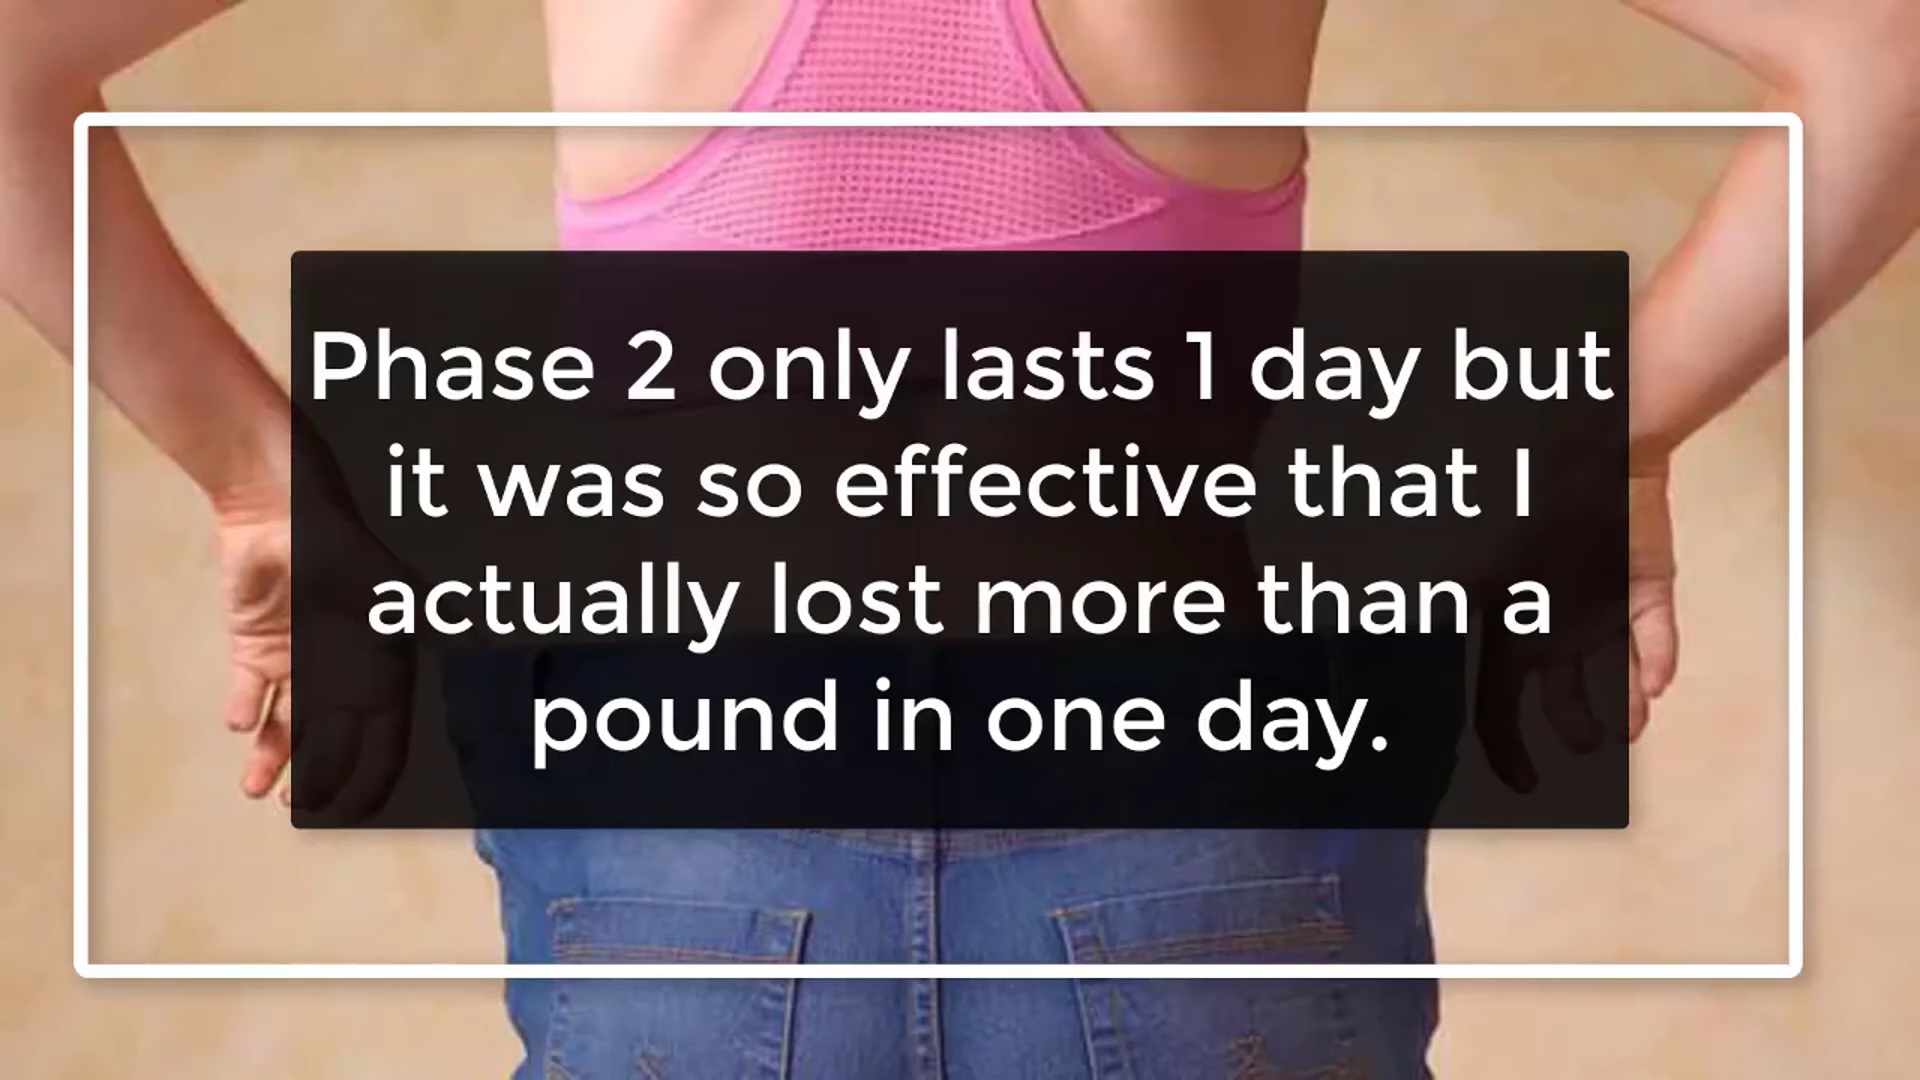 Phase 2 only lasts 1 day but
it was so effective that I
actually lost more than a
pound in one day.